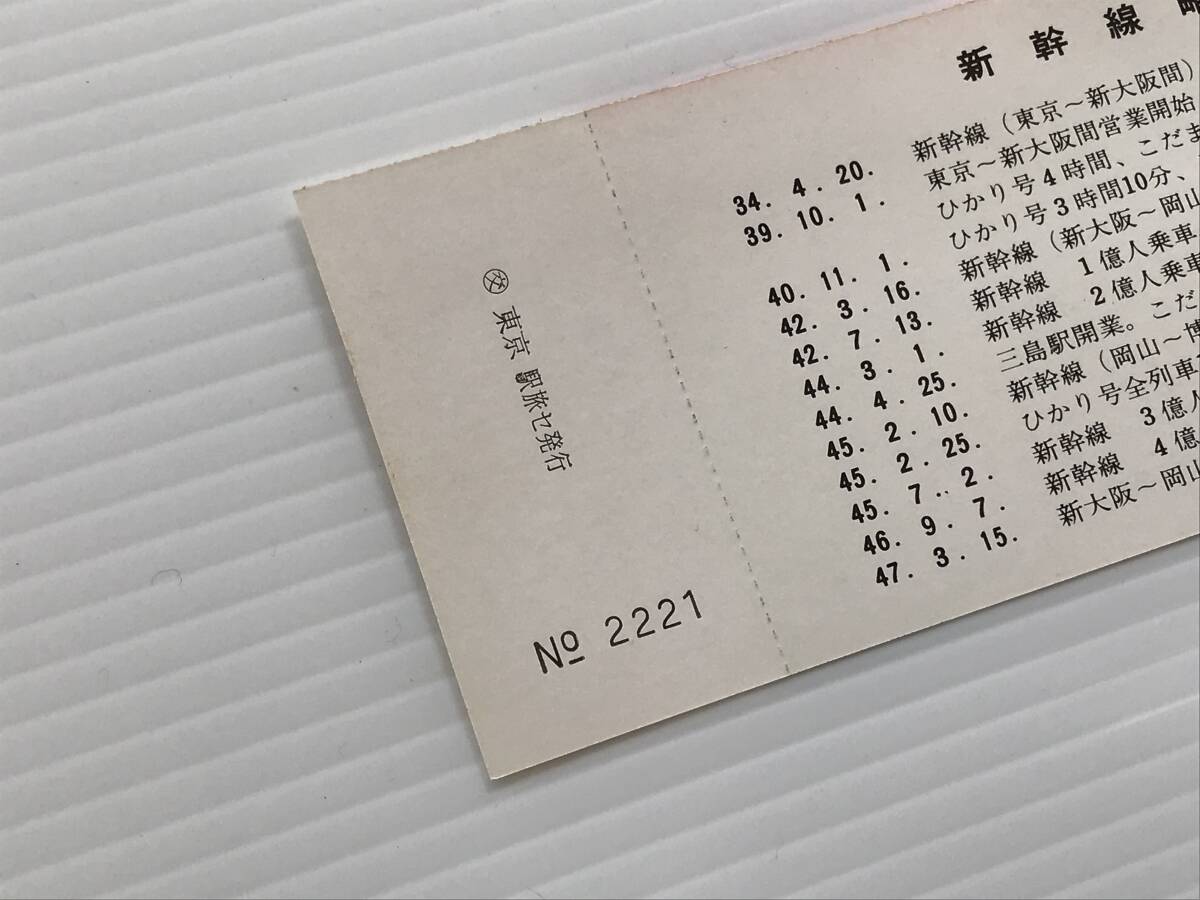 新幹線
34. 4. 20. 新幹線（東京〜新大阪間）
39. 10. 1. 東京〜新大阪間営業開始
ひかり号4時間、こだま
40. 11. 1. ひかり号3時間10分、
42. 3. 16. 新幹線（新大阪〜岡山
42. 7. 13. 新幹線 1億人乗車
44. 3. 1. 新幹線 2億人乗車
44. 4. 25. 三島駅開業。こだ
45. 2. 10. 新幹線（岡山〜博
45. 2. 25. ひかり号全列車
45. 7. 2. 新幹線 3億人
46. 9. 7. 新幹線 4億
47. 3. 15. 新大阪〜岡山
㊋東京駅旅セ発行
№ 2221